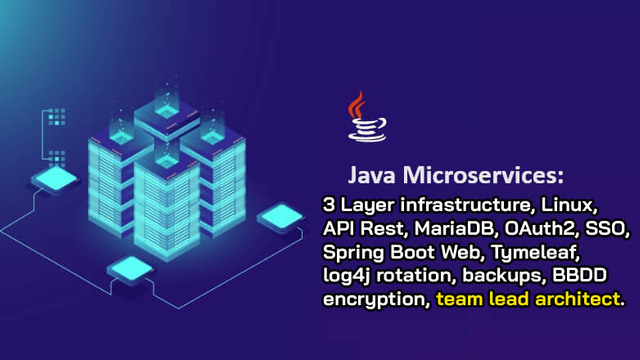 Java Microservices:
3 Layer infrastructure, Linux,
API Rest, MariaDB, OAuth2, SSO,
Spring Boot Web, Tymeleaf,
log4j rotation, backups, BBDD
encryption, team lead architect.